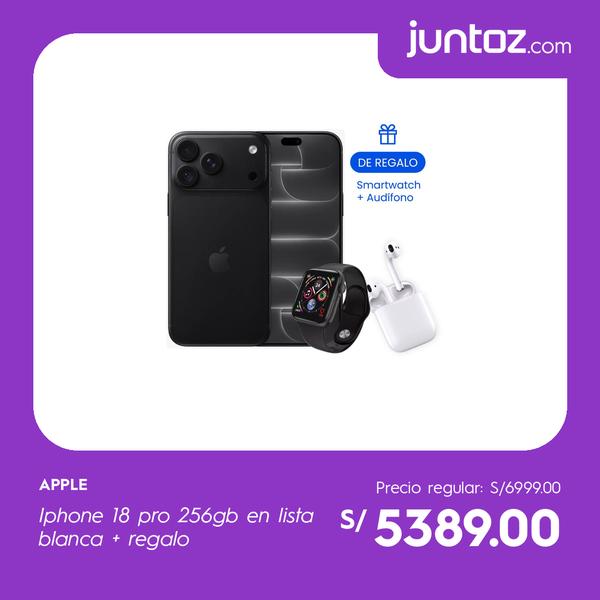 juntoz.com
DE REGALO
Smartwatch
+ Audífono
APPLE
Iphone 18 pro 256gb en lista
blanca + regalo
Precio regular: S/6999.00
S/ 5389.00